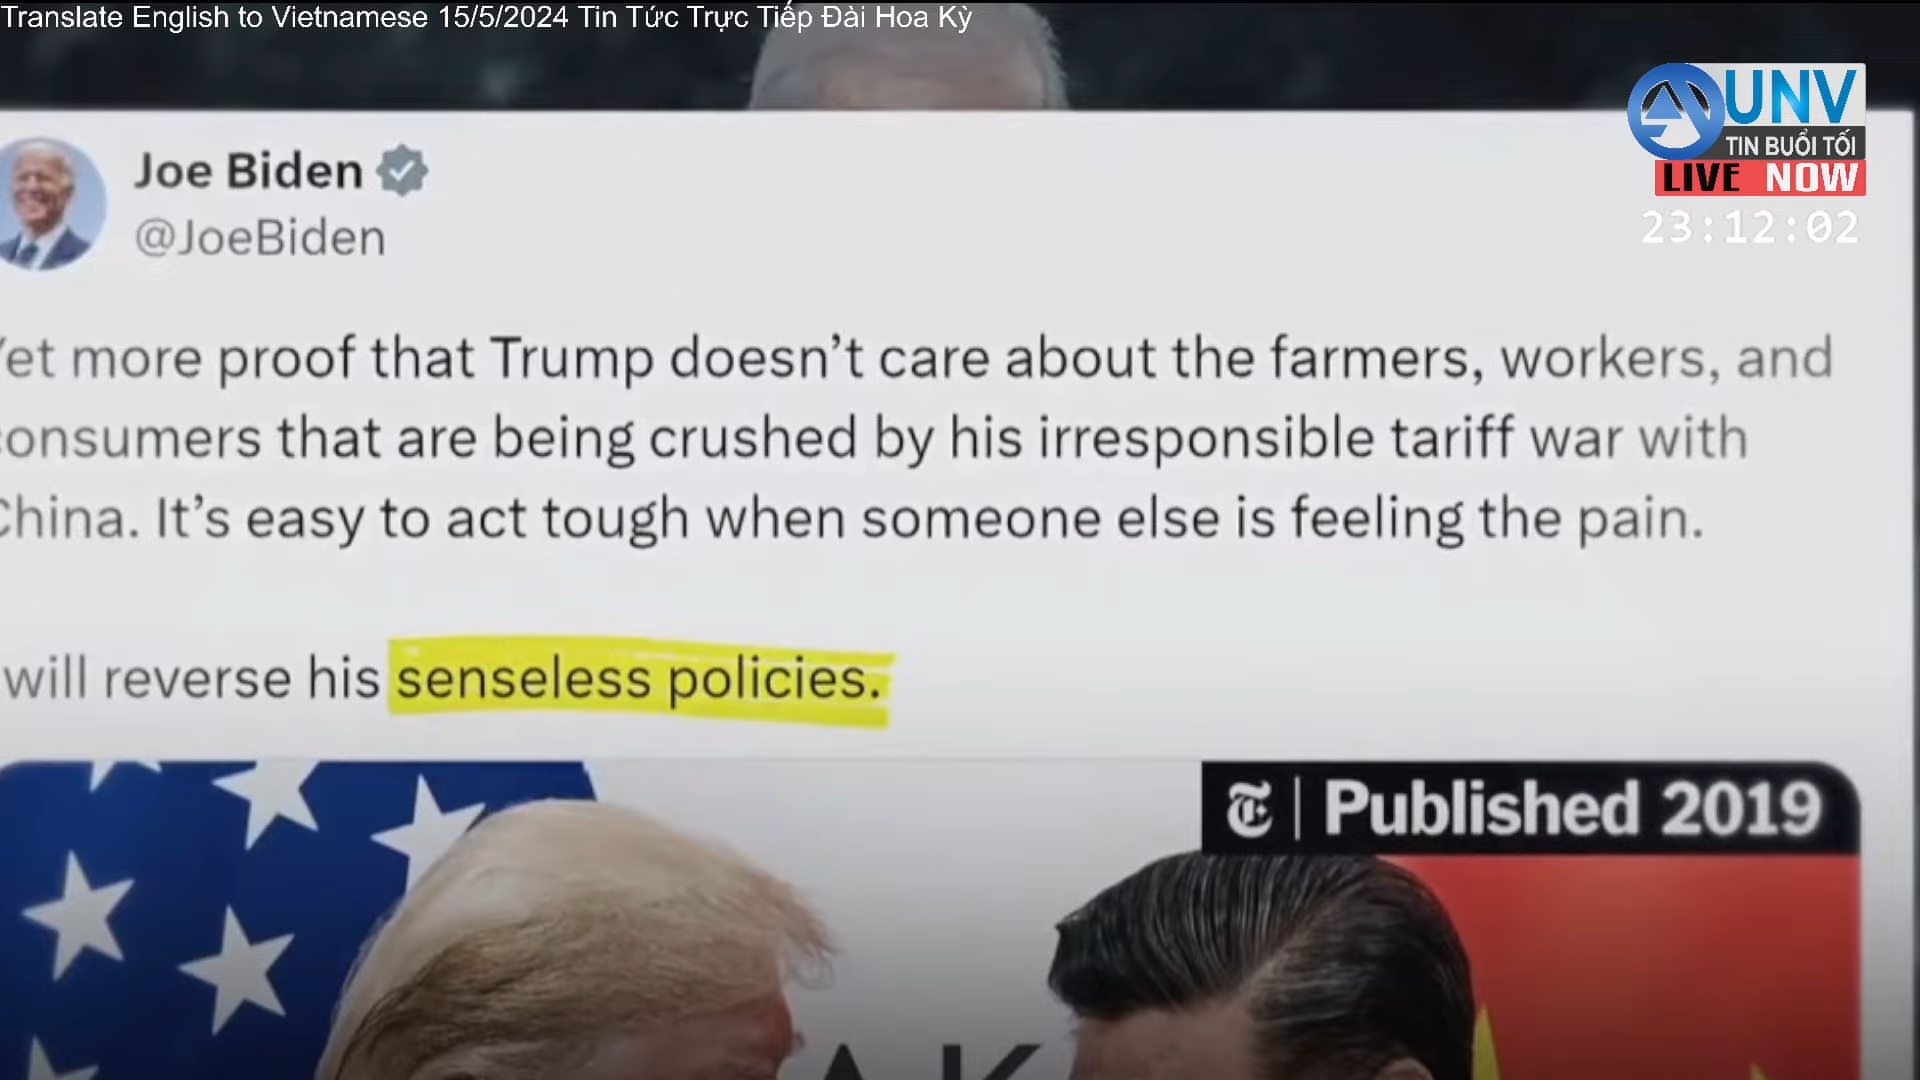 Translate English to Vietnamese 15/5/2024 Tin Tức Trực Tiếp Đài Hoa Kỳ
UNV
TIN BUỔI TỐI
LIVE NOW
23:12:02
Joe Biden
@JoeBiden
Yet more proof that Trump doesn’t care about the farmers, workers, and
consumers that are being crushed by his irresponsible tariff war with
China. It’s easy to act tough when someone else is feeling the pain.
will reverse his senseless policies.
T | Published 2019